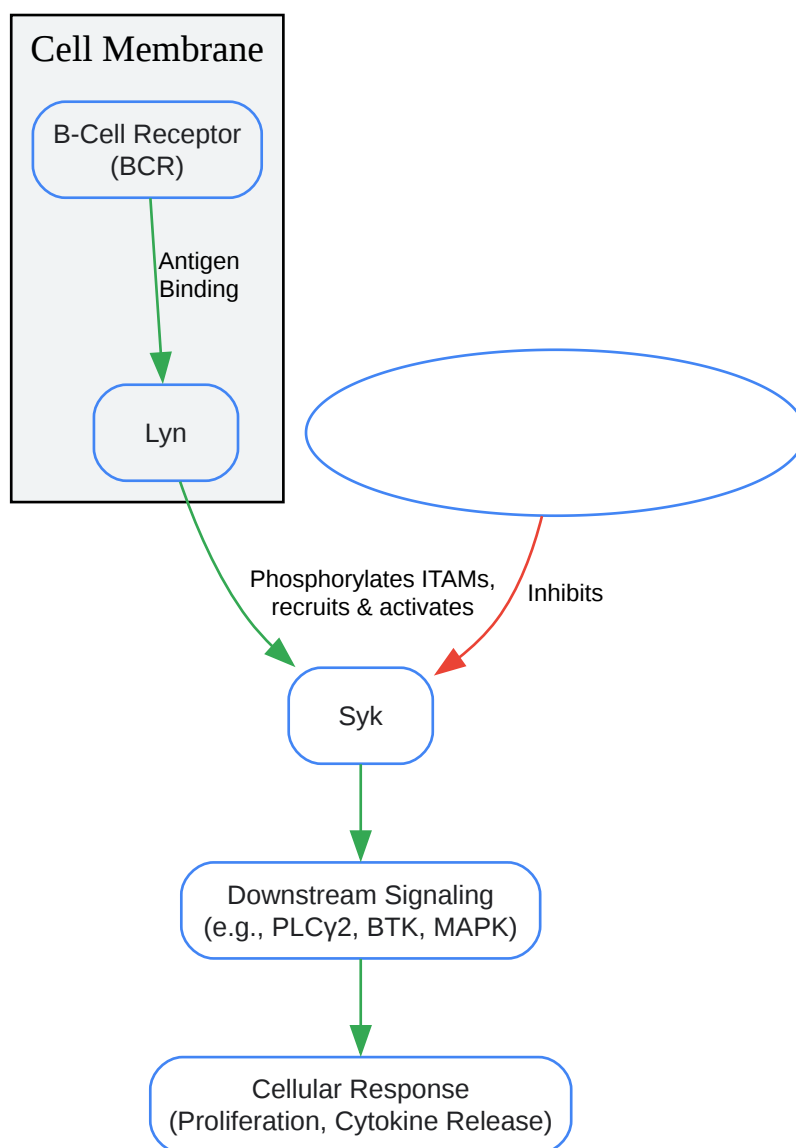 Cell Membrane
B-Cell Receptor
(BCR)
Antigen
Binding
Lyn
Phosphorylates ITAMs,
recruits & activates
Inhibits
Syk
Downstream Signaling
(e.g., PLCγ2, BTK, MAPK)
Cellular Response
(Proliferation, Cytokine Release)